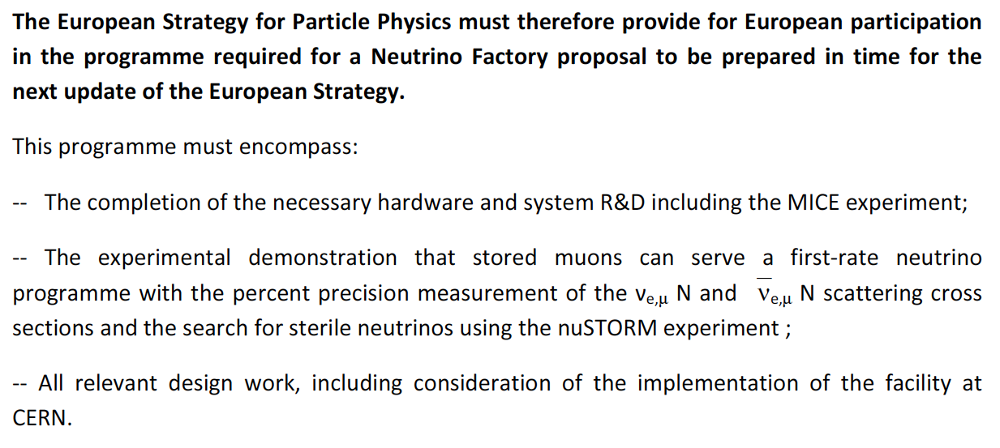 The European Strategy for Particle Physics must therefore provide for European participation
in the programme required for a Neutrino Factory proposal to be prepared in time for the
next update of the European Strategy.
This programme must encompass:
-- The completion of the necessary hardware and system R&D including the MICE experiment;
-- The experimental demonstration that stored muons can serve a first-rate neutrino
programme with the percent precision measurement of the νe,μ N and ν̅e,μ N scattering cross
sections and the search for sterile neutrinos using the nuSTORM experiment ;
-- All relevant design work, including consideration of the implementation of the facility at
CERN.